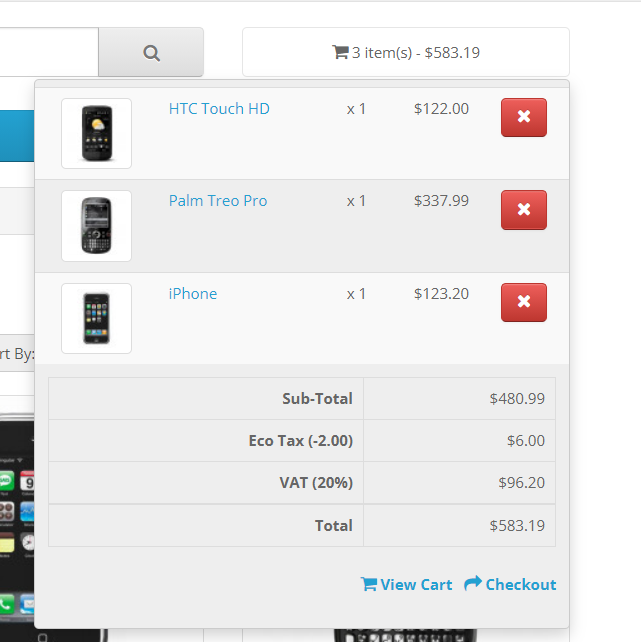 3 item(s) - $583.19
HTC Touch HD x 1 $122.00
Palm Treo Pro x 1 $337.99
iPhone x 1 $123.20
rt By:
Sub-Total $480.99
Eco Tax (-2.00) $6.00
VAT (20%) $96.20
Total $583.19
View Cart Checkout